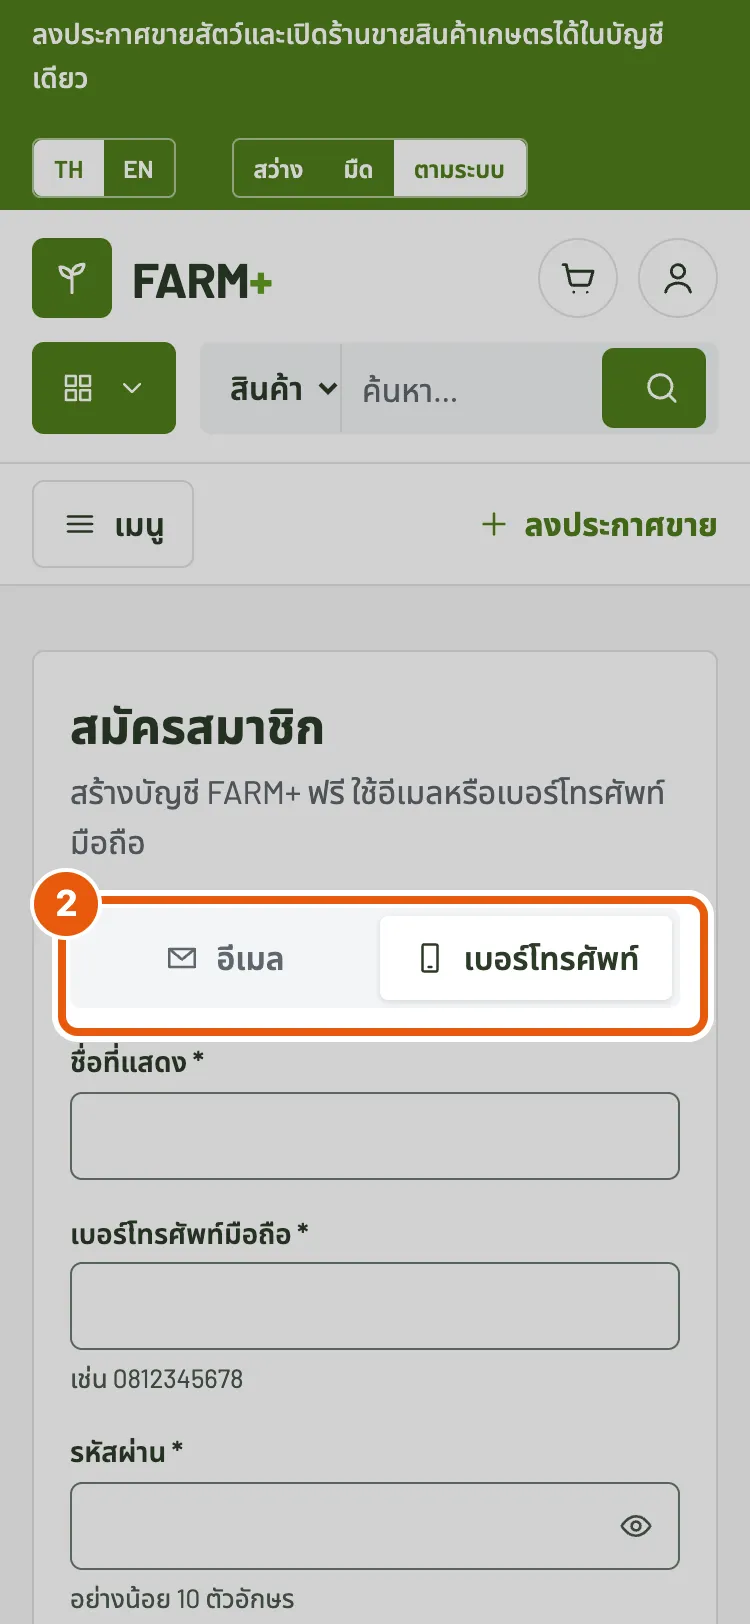 ลงประกาศขายสัตว์และเปิดร้านขายสินค้าเกษตรได้ในบัญชี
เดียว
TH EN สว่าง มืด ตามระบบ
FARM+
สินค้า ค้นหา...
เมนู + ลงประกาศขาย
สมัครสมาชิก
สร้างบัญชี FARM+ ฟรี ใช้อีเมลหรือเบอร์โทรศัพท์
มือถือ
2
อีเมล เบอร์โทรศัพท์
ชื่อที่แสดง *
เบอร์โทรศัพท์มือถือ *
เช่น 0812345678
รหัสผ่าน *
อย่างน้อย 10 ตัวอักษร